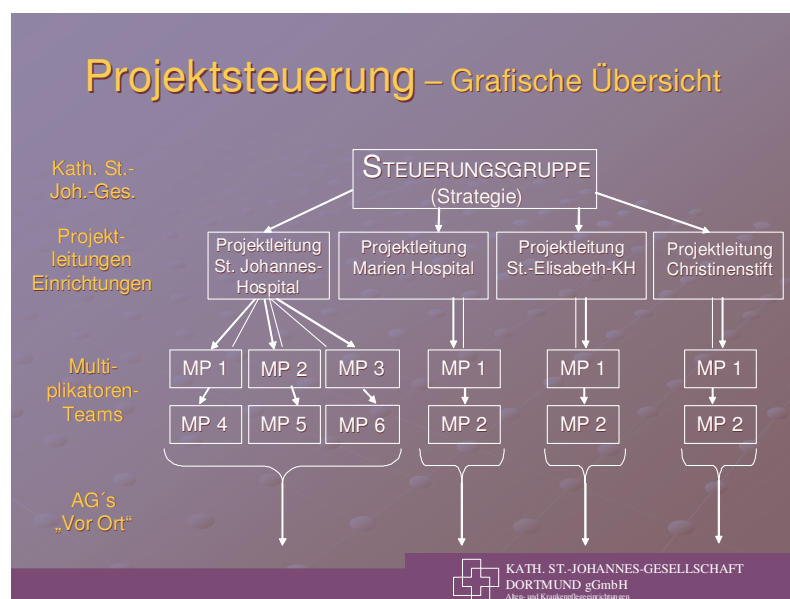 Projektsteuerung – Grafische Übersicht
Kath. St.-
Joh.-Ges.
STEUERUNGSGRUPPE
(Strategie)
Projekt-
leitungen
Einrichtungen
Projektleitung
St. Johannes-
Hospital
Projektleitung
Marien Hospital
Projektleitung
St.-Elisabeth-KH
Projektleitung
Christinenstift
Multi-
plikatoren-
Teams
MP 1
MP 2
MP 3
MP 1
MP 1
MP 1
MP 4
MP 5
MP 6
MP 2
MP 2
MP 2
AG´s
„Vor Ort“
KATH. ST.-JOHANNES-GESELLSCHAFT
DORTMUND gGmbH
Alten- und Krankenpflegeeinrichtungen